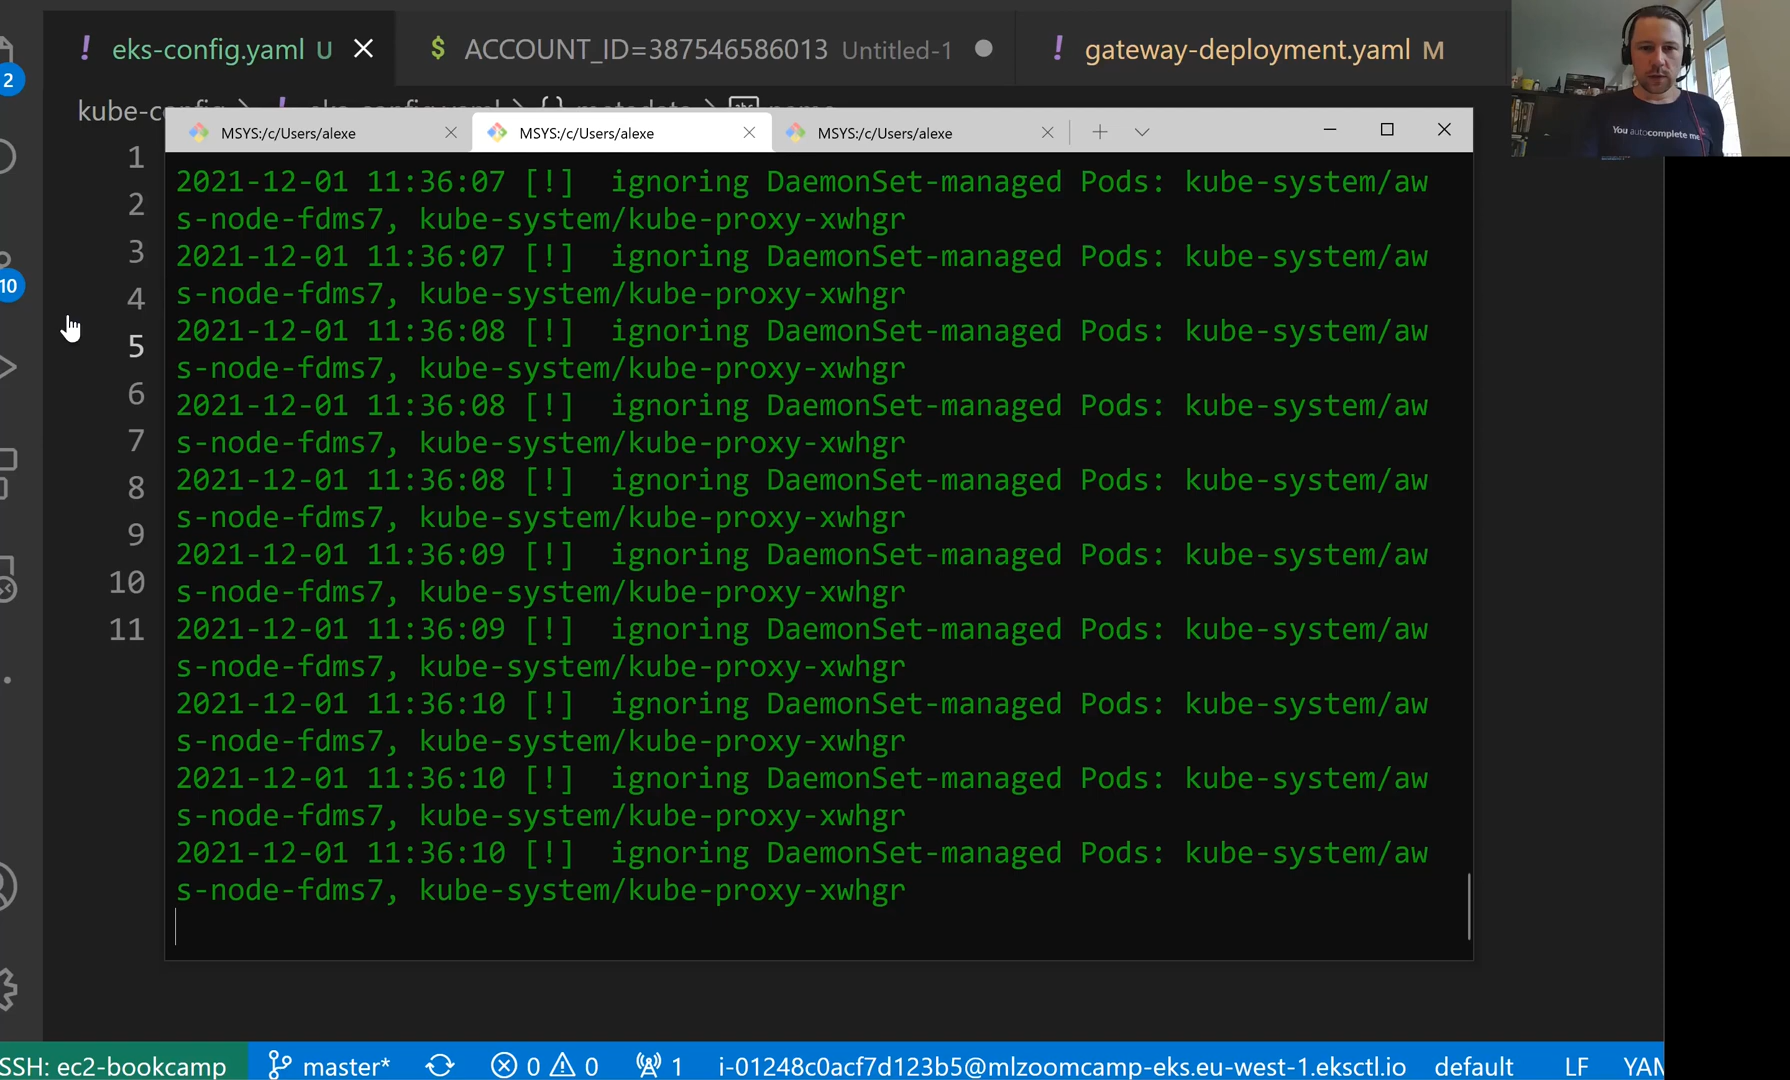 eks-config.yaml U
ACCOUNT_ID=387546586013 Untitled-1
gateway-deployment.yaml M
You autocomplete me
MSYS:/c/Users/alexe
MSYS:/c/Users/alexe
MSYS:/c/Users/alexe
2
10
1
2
3
4
5
6
7
8
9
10
11
2021-12-01 11:36:07 [!]  ignoring DaemonSet-managed Pods: kube-system/aw
s-node-fdms7, kube-system/kube-proxy-xwhgr
2021-12-01 11:36:07 [!]  ignoring DaemonSet-managed Pods: kube-system/aw
s-node-fdms7, kube-system/kube-proxy-xwhgr
2021-12-01 11:36:08 [!]  ignoring DaemonSet-managed Pods: kube-system/aw
s-node-fdms7, kube-system/kube-proxy-xwhgr
2021-12-01 11:36:08 [!]  ignoring DaemonSet-managed Pods: kube-system/aw
s-node-fdms7, kube-system/kube-proxy-xwhgr
2021-12-01 11:36:08 [!]  ignoring DaemonSet-managed Pods: kube-system/aw
s-node-fdms7, kube-system/kube-proxy-xwhgr
2021-12-01 11:36:09 [!]  ignoring DaemonSet-managed Pods: kube-system/aw
s-node-fdms7, kube-system/kube-proxy-xwhgr
2021-12-01 11:36:09 [!]  ignoring DaemonSet-managed Pods: kube-system/aw
s-node-fdms7, kube-system/kube-proxy-xwhgr
2021-12-01 11:36:10 [!]  ignoring DaemonSet-managed Pods: kube-system/aw
s-node-fdms7, kube-system/kube-proxy-xwhgr
2021-12-01 11:36:10 [!]  ignoring DaemonSet-managed Pods: kube-system/aw
s-node-fdms7, kube-system/kube-proxy-xwhgr
2021-12-01 11:36:10 [!]  ignoring DaemonSet-managed Pods: kube-system/aw
s-node-fdms7, kube-system/kube-proxy-xwhgr
SSH: ec2-bookcamp master* 0 0 1 i-01248c0acf7d123b5@mlzoomcamp-eks.eu-west-1.eksctl.io default LF YAM